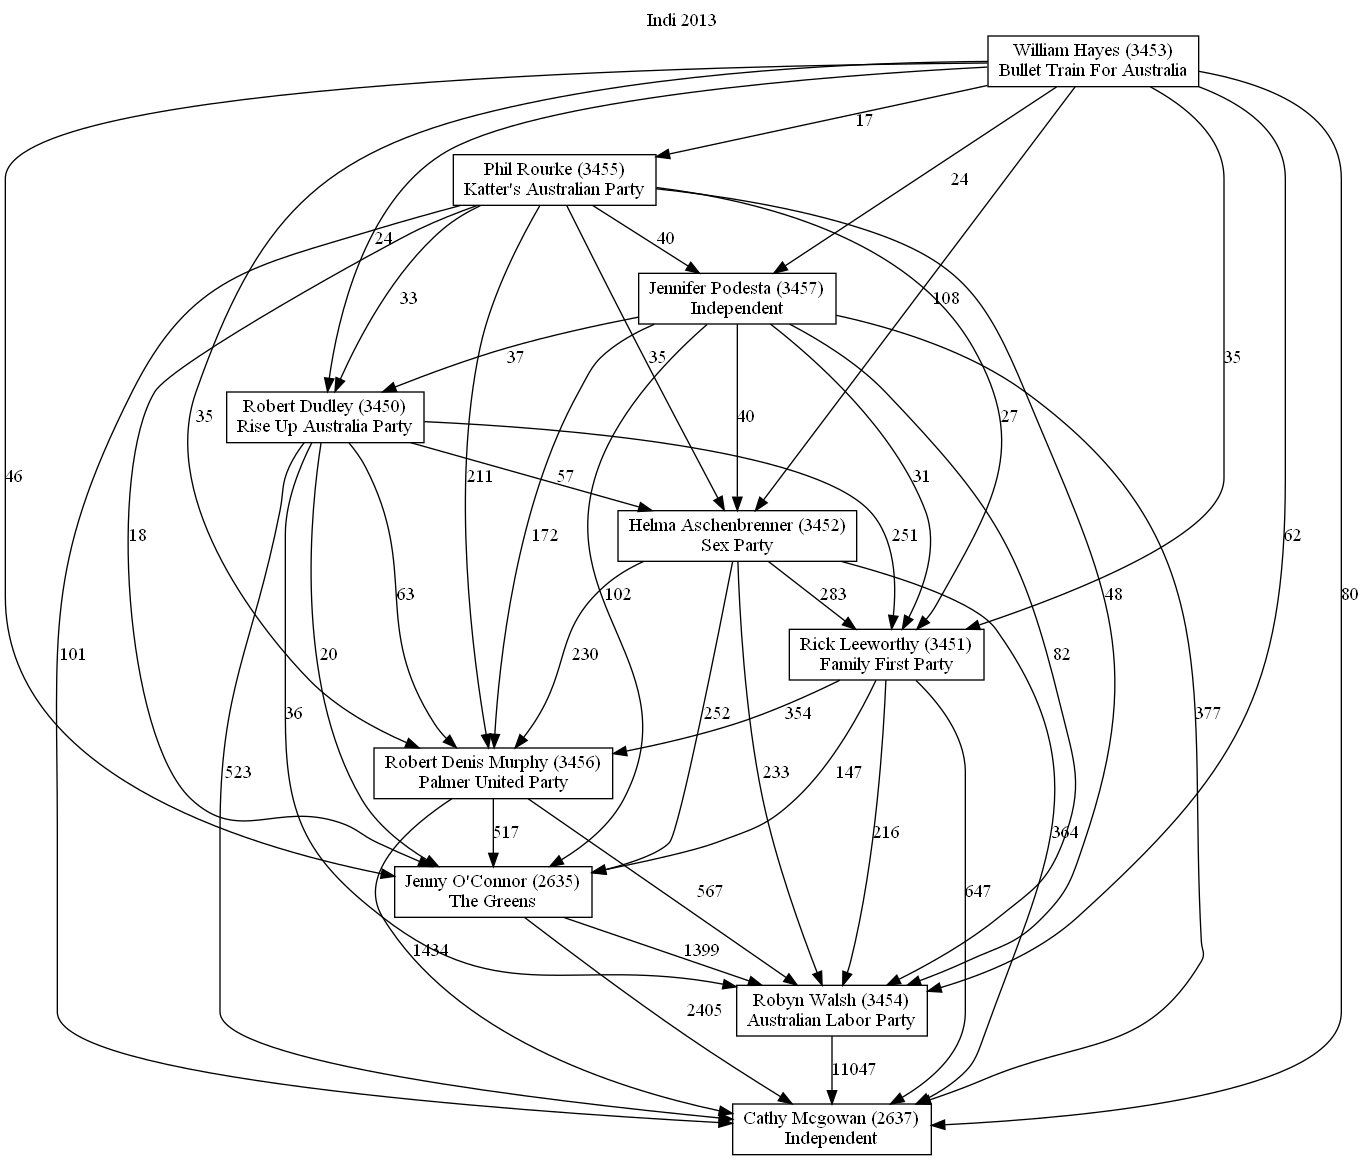 Indi 2013
William Hayes (3453)
Bullet Train For Australia
17
Phil Rourke (3455)
Katter's Australian Party
24
24
40
Jennifer Podesta (3457)
Independent
33
108
37
35
35
Robert Dudley (3450)
Rise Up Australia Party
35
40
27
46
211
57
31
Helma Aschenbrenner (3452)
Sex Party
18
172
251
62
63
102
283
48
80
Rick Leeworthy (3451)
Family First Party
101
20
230
82
36
252
354
377
Robert Denis Murphy (3456)
Palmer United Party
523
233
147
517
216
364
Jenny O'Connor (2635)
The Greens
567
647
1434
1399
Robyn Walsh (3454)
Australian Labor Party
2405
11047
Cathy Mcgowan (2637)
Independent